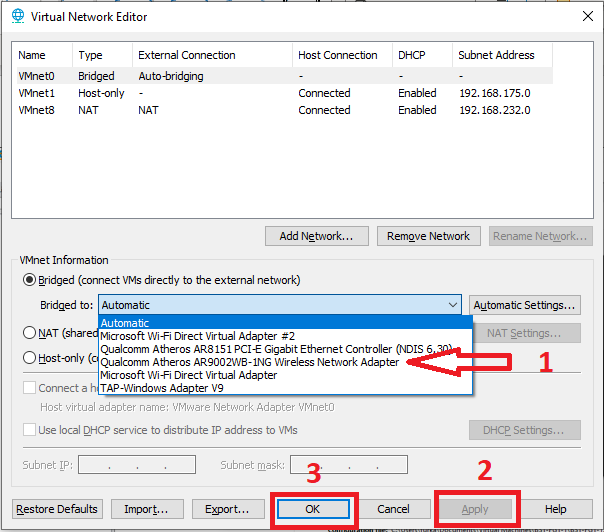 Virtual Network Editor
Name Type External Connection Host Connection DHCP Subnet Address
VMnet0 Bridged Auto-bridging - - -
VMnet1 Host-only - Connected Enabled 192.168.175.0
VMnet8 NAT NAT Connected Enabled 192.168.232.0
Add Network... Remove Network Rename Network...
VMnet Information
Bridged (connect VMs directly to the external network)
Bridged to: Automatic Automatic Settings...
Automatic
Microsoft Wi-Fi Direct Virtual Adapter #2
NAT (shared NAT Settings...
Qualcomm Atheros AR8151 PCI-E Gigabit Ethernet Controller (NDIS 6.30)
Host-only (c Qualcomm Atheros AR9002WB-1NG Wireless Network Adapter 1
Microsoft Wi-Fi Direct Virtual Adapter
Connect a h TAP-Windows Adapter V9
Host virtual adapter name: VMware Network Adapter VMnet0
Use local DHCP service to distribute IP address to VMs DHCP Settings...
Subnet IP: . . . Subnet mask: . . .
3 2
Restore Defaults Import... Export... OK Cancel Apply Help